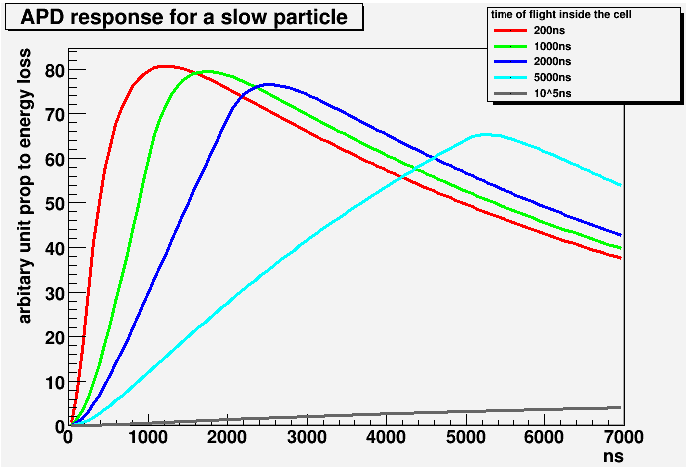 APD response for a slow particle
time of flight inside the cell
200ns
1000ns
2000ns
5000ns
10^5ns
arbitary unit prop to energy loss
80
70
60
50
40
30
20
10
0
0 1000 2000 3000 4000 5000 6000 7000
ns